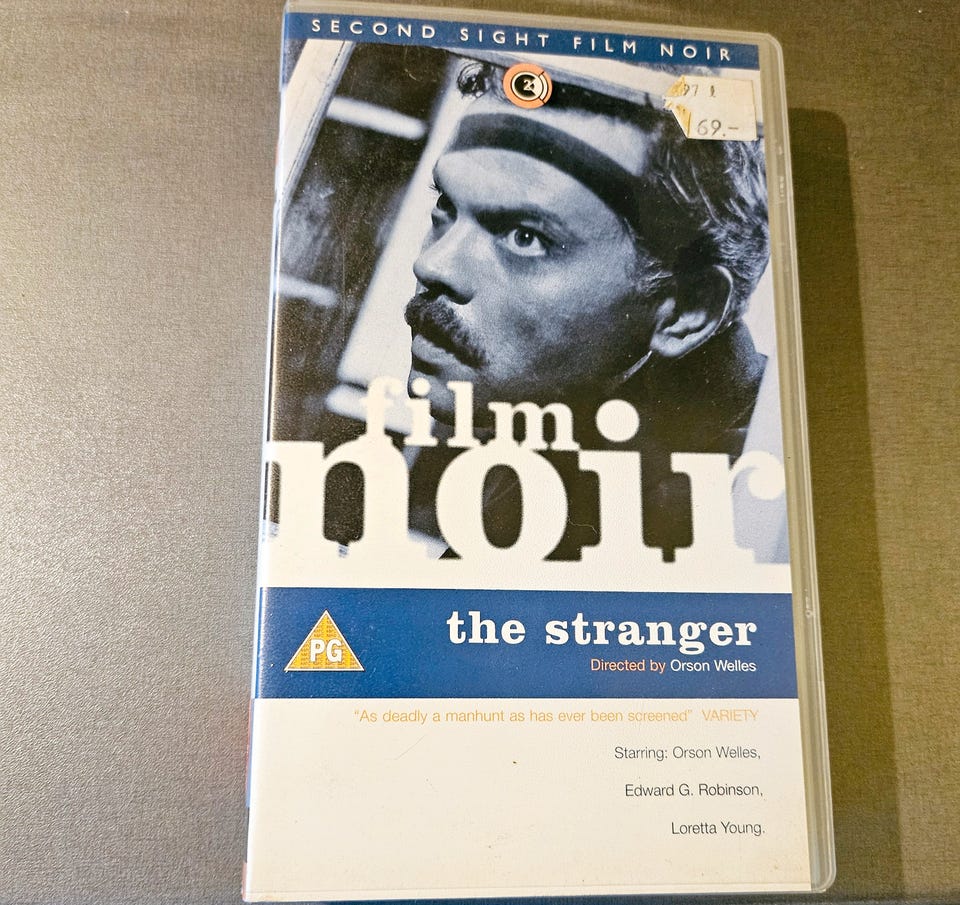 SECOND SIGHT FILM NOIR
2
69.-
film
noir
the stranger
PG
Directed by Orson Welles
"As deadly a manhunt as has ever been screened" VARIETY
Starring: Orson Welles,
Edward G. Robinson,
Loretta Young.